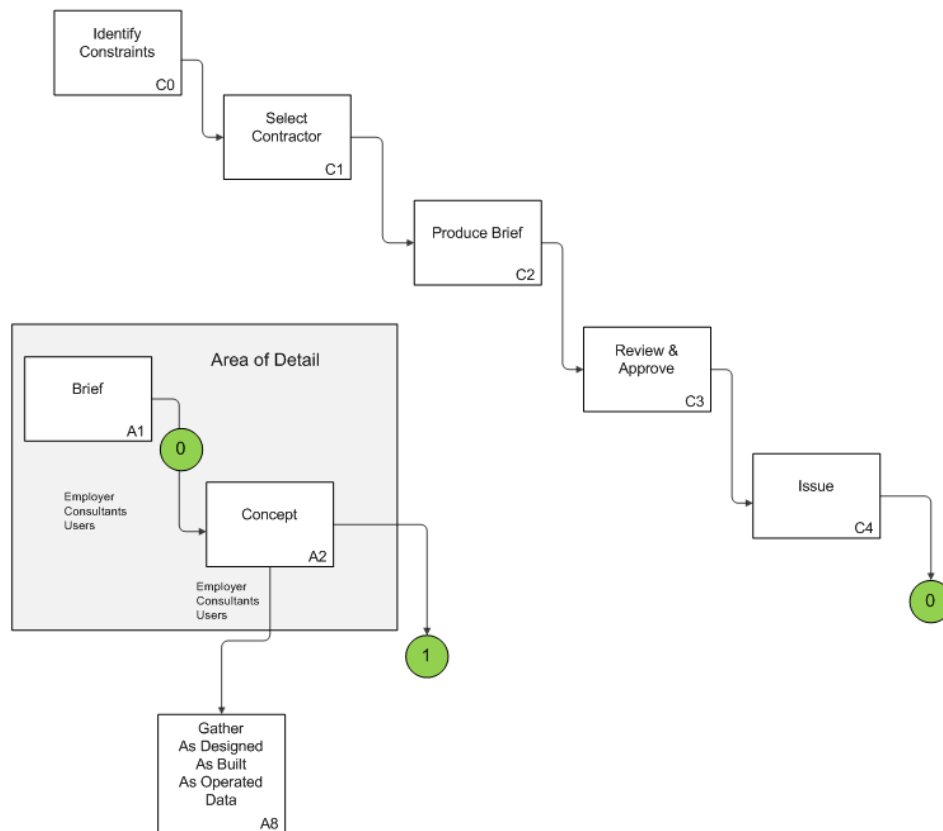 Identify
Constraints
C0
Select
Contractor
C1
Produce Brief
C2
Review &
Approve
C3
Issue
C4
0
Area of Detail
Brief
A1
0
Employer
Consultants
Users
Concept
A2
Employer
Consultants
Users
1
Gather
As Designed
As Built
As Operated
Data
A8